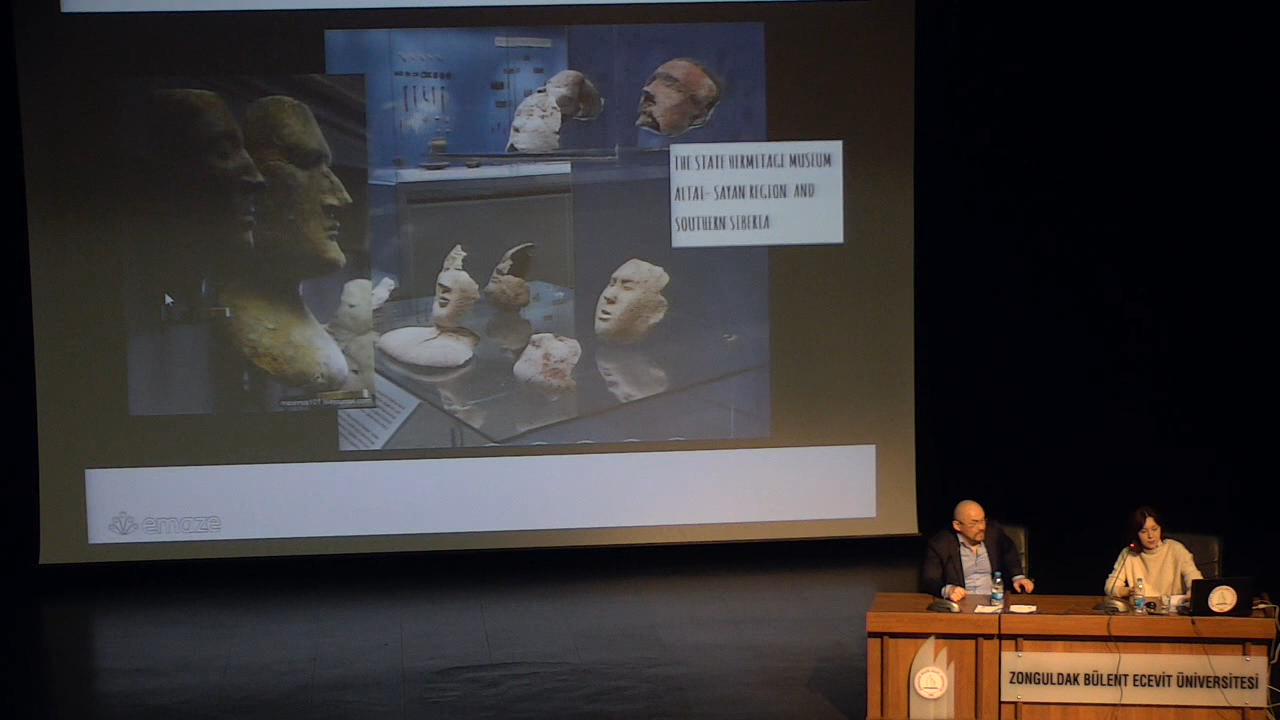 THE STATE HERMITAGE MUSEUM
ALTAI- SAYAN REGION AND
SOUTHERN SIBERIA
emaze
ZONGULDAK BÜLENT ECEVİT ÜNİVERSİTESİ